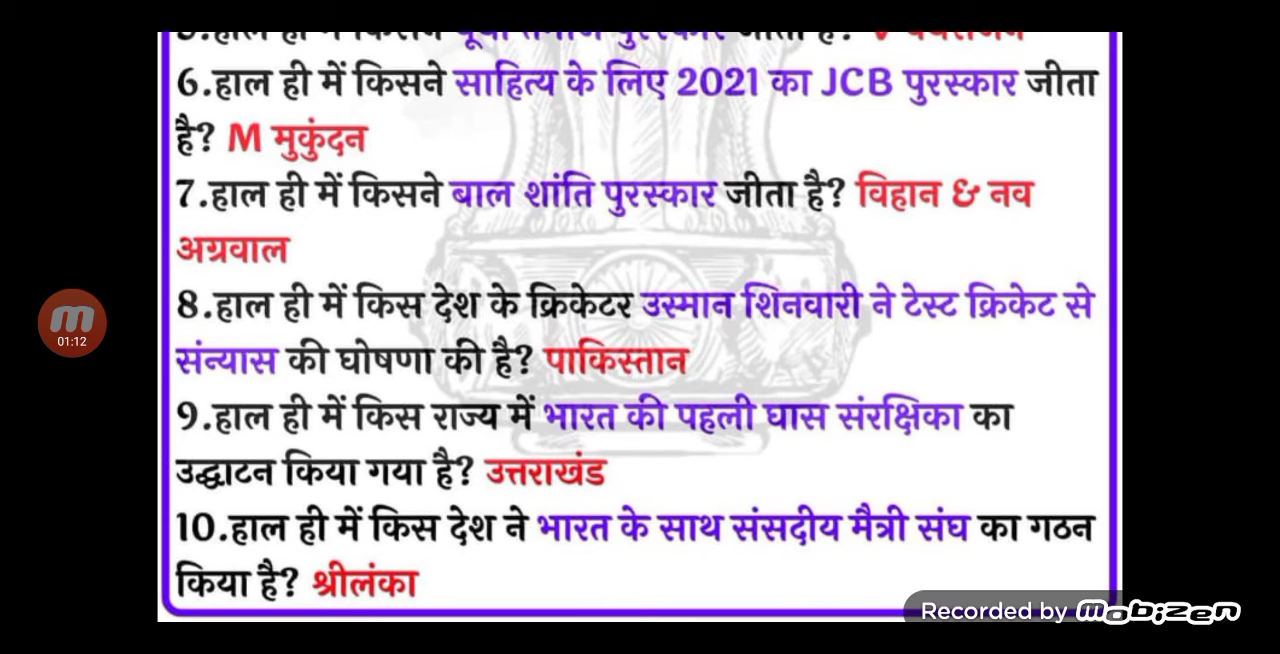 6.हाल ही में किसने साहित्य के लिए 2021 का JCB पुरस्कार जीता
है? M मुकुंदन
7.हाल ही में किसने बाल शांति पुरस्कार जीता है? विहान & नव
अग्रवाल
8.हाल ही में किस देश के क्रिकेटर उस्मान शिनवारी ने टेस्ट क्रिकेट से
संन्यास की घोषणा की है? पाकिस्तान
9.हाल ही में किस राज्य में भारत की पहली घास संरक्षिका का
उद्घाटन किया गया है? उत्तराखंड
10.हाल ही में किस देश ने भारत के साथ संसदीय मैत्री संघ का गठन
किया है? श्रीलंका
01:12
Recorded by mobizen